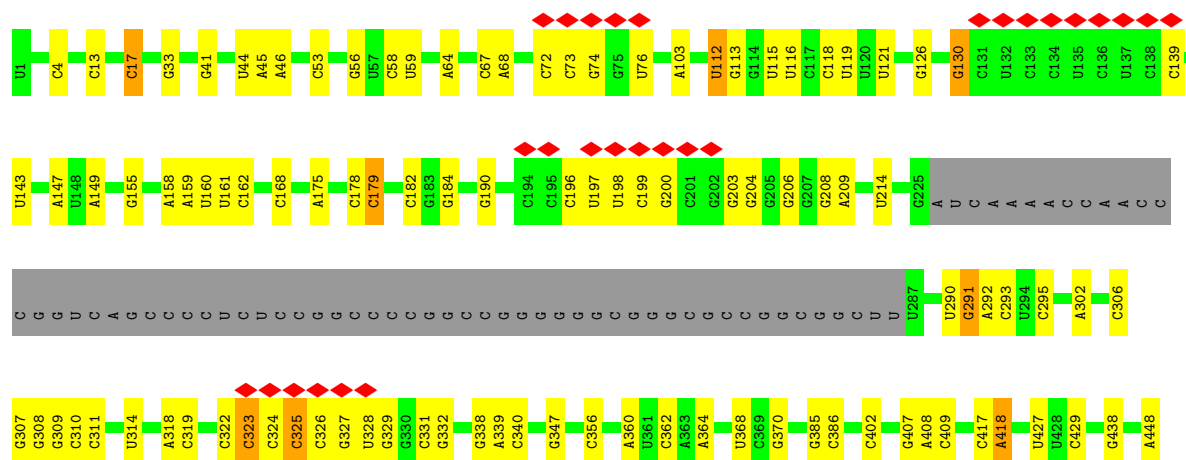 U1 C4 C13 C17 G33 G41 U44 A45 A46 C53 G56 U57 C58 U59 A64 C67 A68 C72 C73 G74 G75 U76 A103 U112 G113 G114 U115 U116 C117 C118 U119 U120 U121 G126 G130 C131 U132 C133 C134 U135 C136 U137 C138 C139
U143 A147 U148 A149 G155 A158 A159 U160 U161 C162 C168 A175 C178 C179 C182 G183 G184 G190 C194 C195 C196 U197 U198 C199 G200 C201 G202 G203 G204 G205 G206 G207 G208 A209 U214 G225 A U C A A A A C C A A C C
C G G U C A G C C C C U C U C C G G C C C C C G G G G G G G C G G G C G C C G G C G G C U U U287 U290 G291 A292 C293 U294 C295 A302 C306
G307 G308 G309 C310 C311 U314 A318 C319 C322 C323 C324 C325 C326 G327 U328 G329 G330 C331 G332 G338 A339 C340 G347 C356 A360 U361 C362 A363 A364 U368 C369 G370 G385 C386 C402 G407 A408 C409 C417 A418 U427 U428 C429 G438 A448